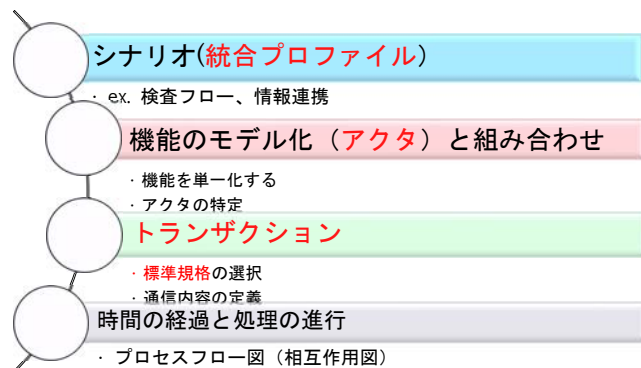 シナリオ(統合プロファイル)
・ex. 検査フロー、情報連携
機能のモデル化（アクタ）と組み合わせ
・機能を単一化する
・アクタの特定
トランザクション
・標準規格の選択
・通信内容の定義
時間の経過と処理の進行
・プロセスフロー図（相互作用図）